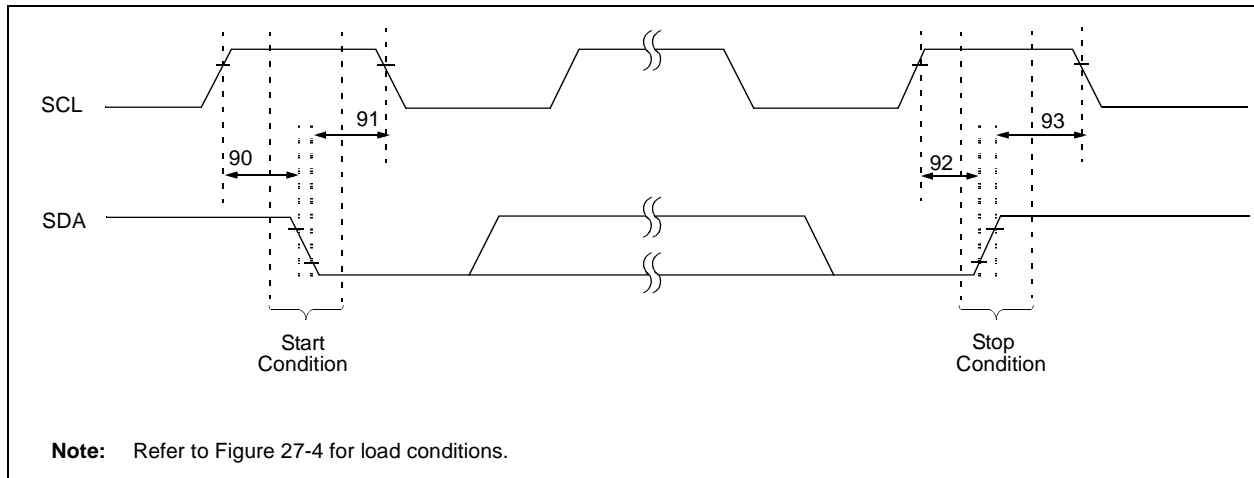 SCL
91
93
90
92
SDA
Start
Condition
Stop
Condition
Note: Refer to Figure 27-4 for load conditions.